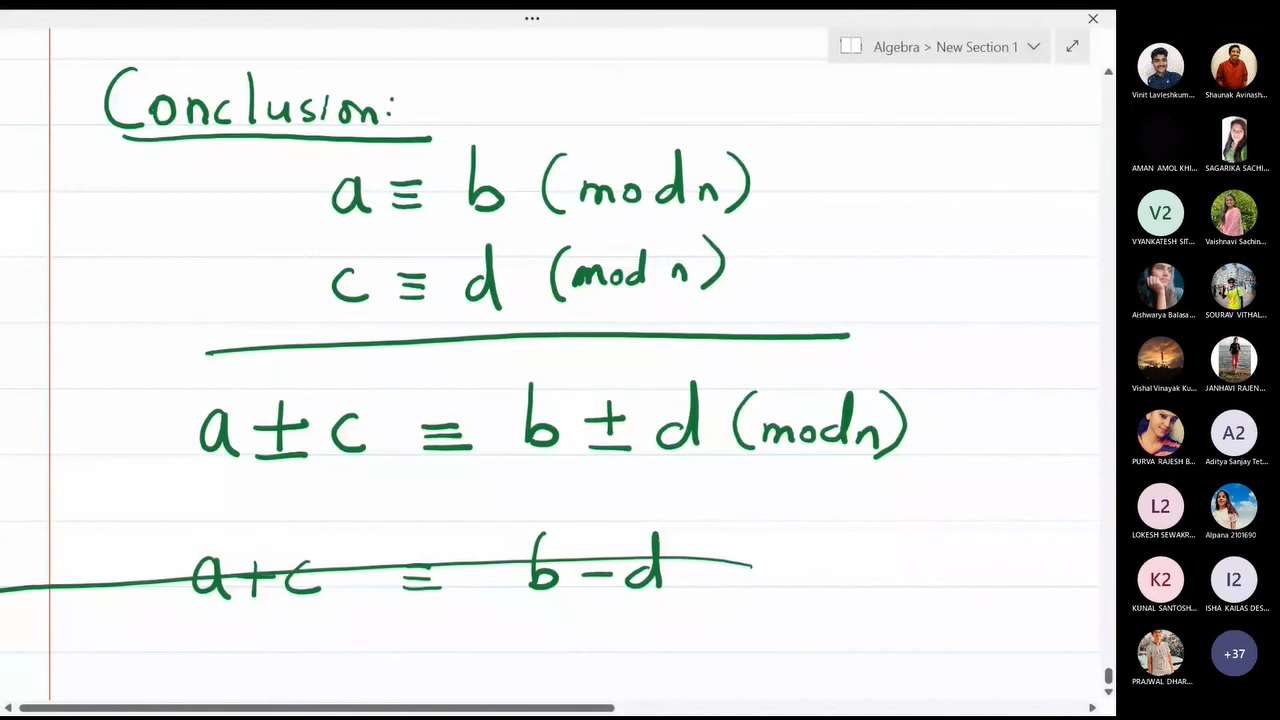 Algebra > New Section 1
Conclusion:
a ≡ b (mod n)
c ≡ d (mod n)
a ± c ≡ b ± d (mod n)
a + c ≡ b - d
Vinit Lavleshkum...
Shaunak Avinash...
AMAN AMOL KHI...
SAGARIKA SACHI...
V2
VYANKATESH SIT...
Vaishnavi Sachin...
Aishwarya Balasa...
SOURAV VITHAL...
Vishal Vinayak Ku...
JANHAVI RAJEN...
PURVA RAJESH B...
A2
Aditya Sanjay Tet...
L2
LOKESH SEWAKR...
Alpana 2101690
K2
KUNAL SANTOSH...
I2
ISHA KAILAS DES...
PRAJWAL DHAR...
+37